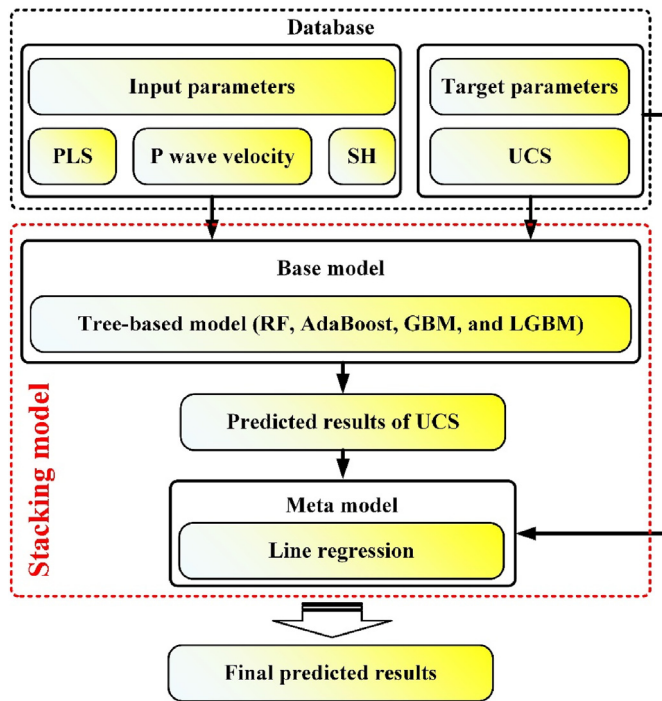 Database
Input parameters
Target parameters
PLS
P wave velocity
SH
UCS
Base model
Tree-based model (RF, AdaBoost, GBM, and LGBM)
Stacking model
Predicted results of UCS
Meta model
Line regression
Final predicted results